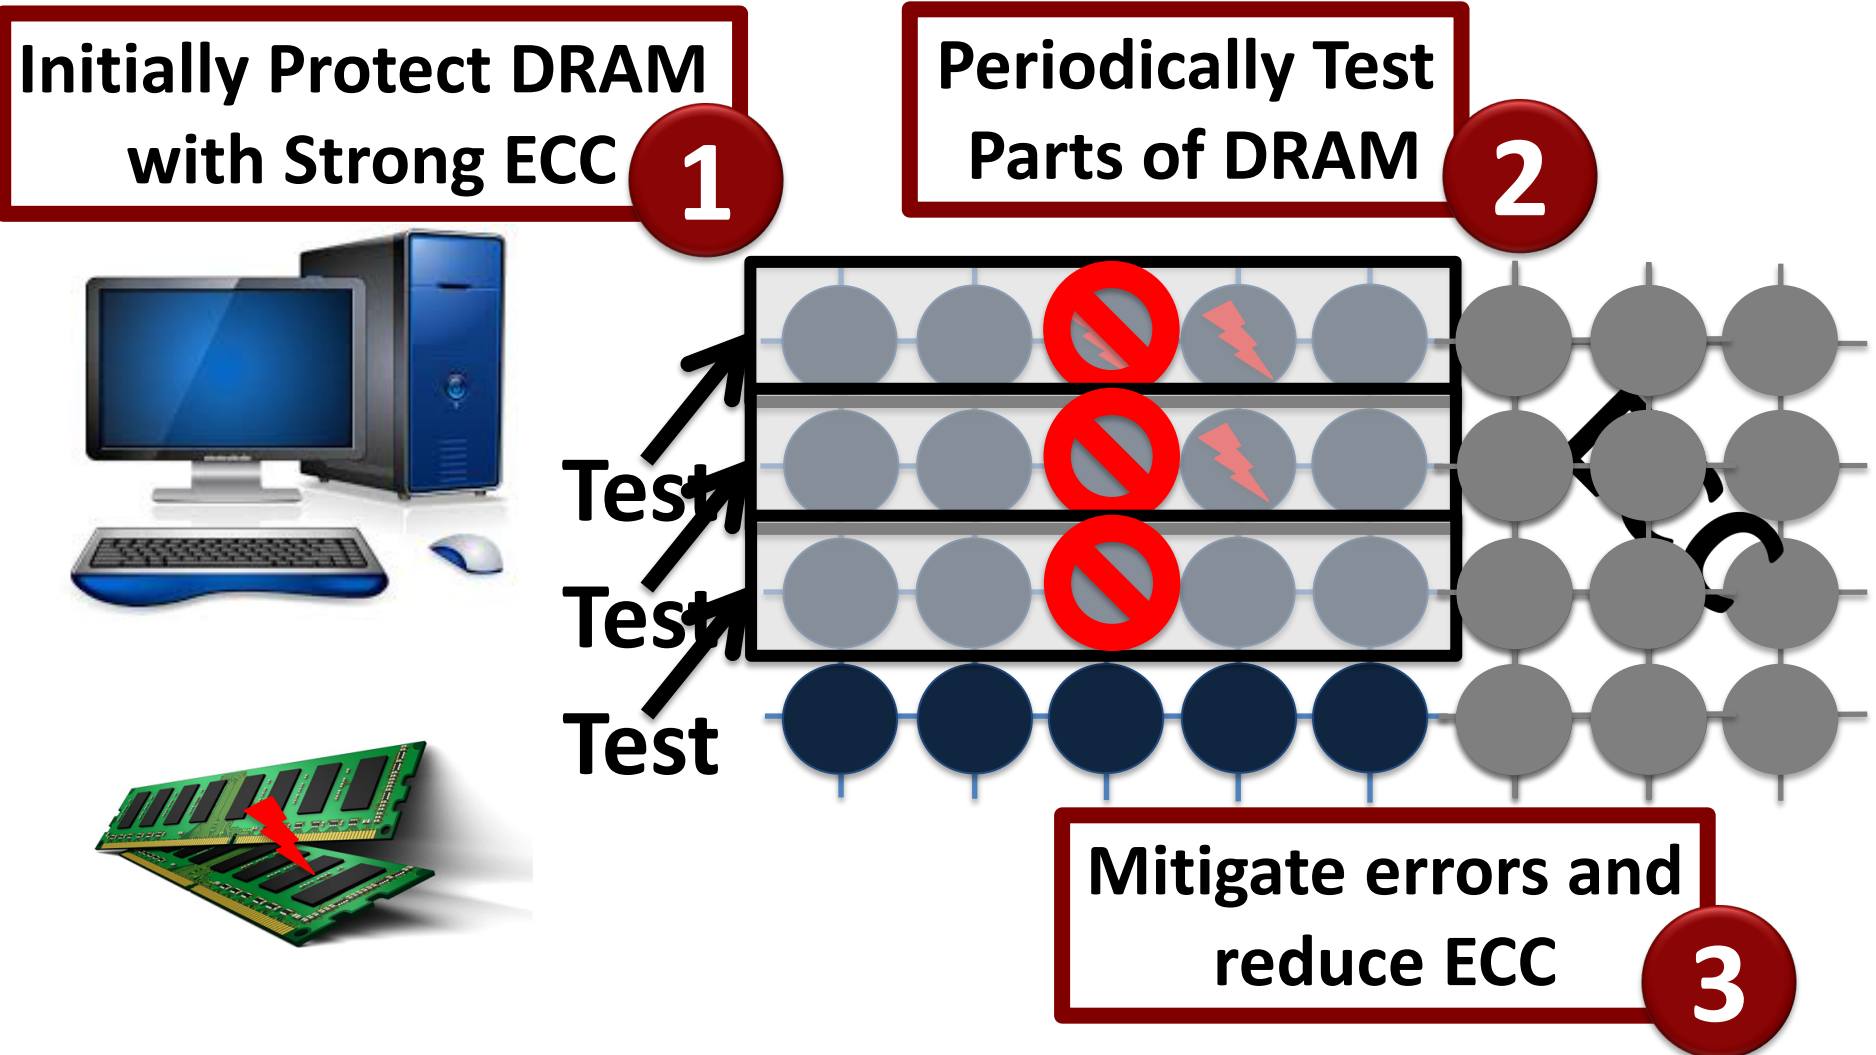 Initially Protect DRAM
with Strong ECC
1
Periodically Test
Parts of DRAM
2
Test
Test
Test
Mitigate errors and
reduce ECC
3